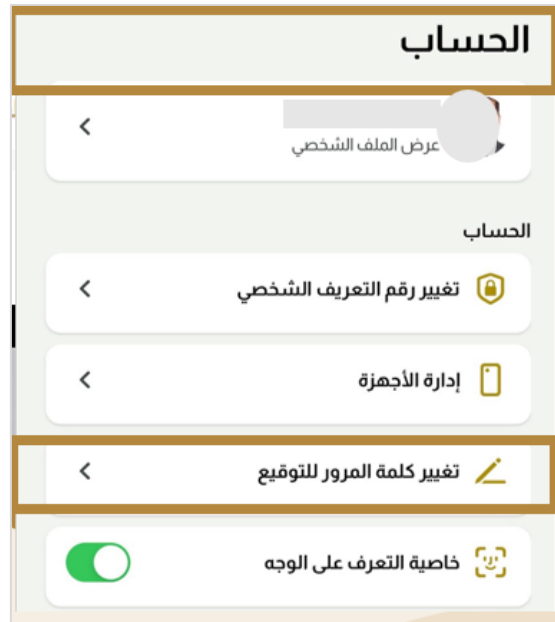 الحساب
عرض الملف الشخصي
الحساب
تغيير رقم التعريف الشخصي
إدارة الأجهزة
تغيير كلمة المرور للتوقيع
خاصية التعرف على الوجه